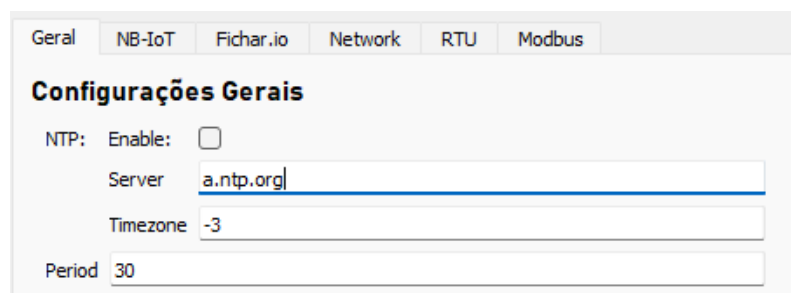 Geral NB-IoT Fichar.io Network RTU Modbus
Configurações Gerais
NTP: Enable:
Server a.ntp.org
Timezone -3
Period 30